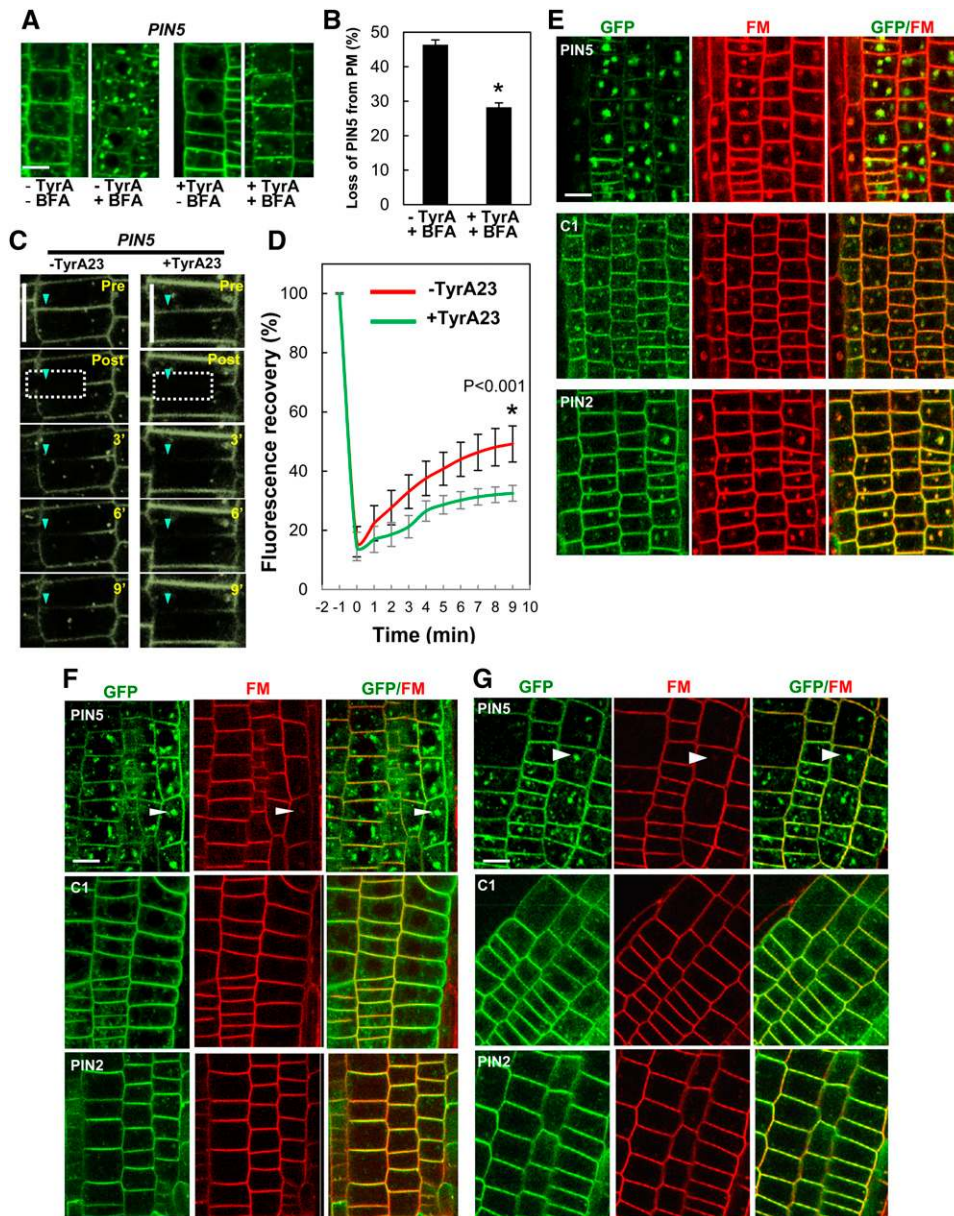 A
PIN5
- TyrA
- BFA
- TyrA
+ BFA
+TyrA
- BFA
+ TyrA
+ BFA
B
Loss of PIN5 from PM (%)
50
40
30
20
10
0
*
- TyrA
+ BFA
+ TyrA
+ BFA
C
PIN5
-TyrA23
+TyrA23
Pre
Pre
Post
Post
3'
3'
6'
6'
9'
9'
D
Fluorescence recovery (%)
100
80
60
40
20
0
-TyrA23
+TyrA23
P<0.001
*
-2 -1 0 1 2 3 4 5 6 7 8 9 10
Time (min)
E
GFP FM GFP/FM
PIN5
C1
PIN2
F
GFP FM GFP/FM
PIN5
C1
PIN2
G
GFP FM GFP/FM
PIN5
C1
PIN2